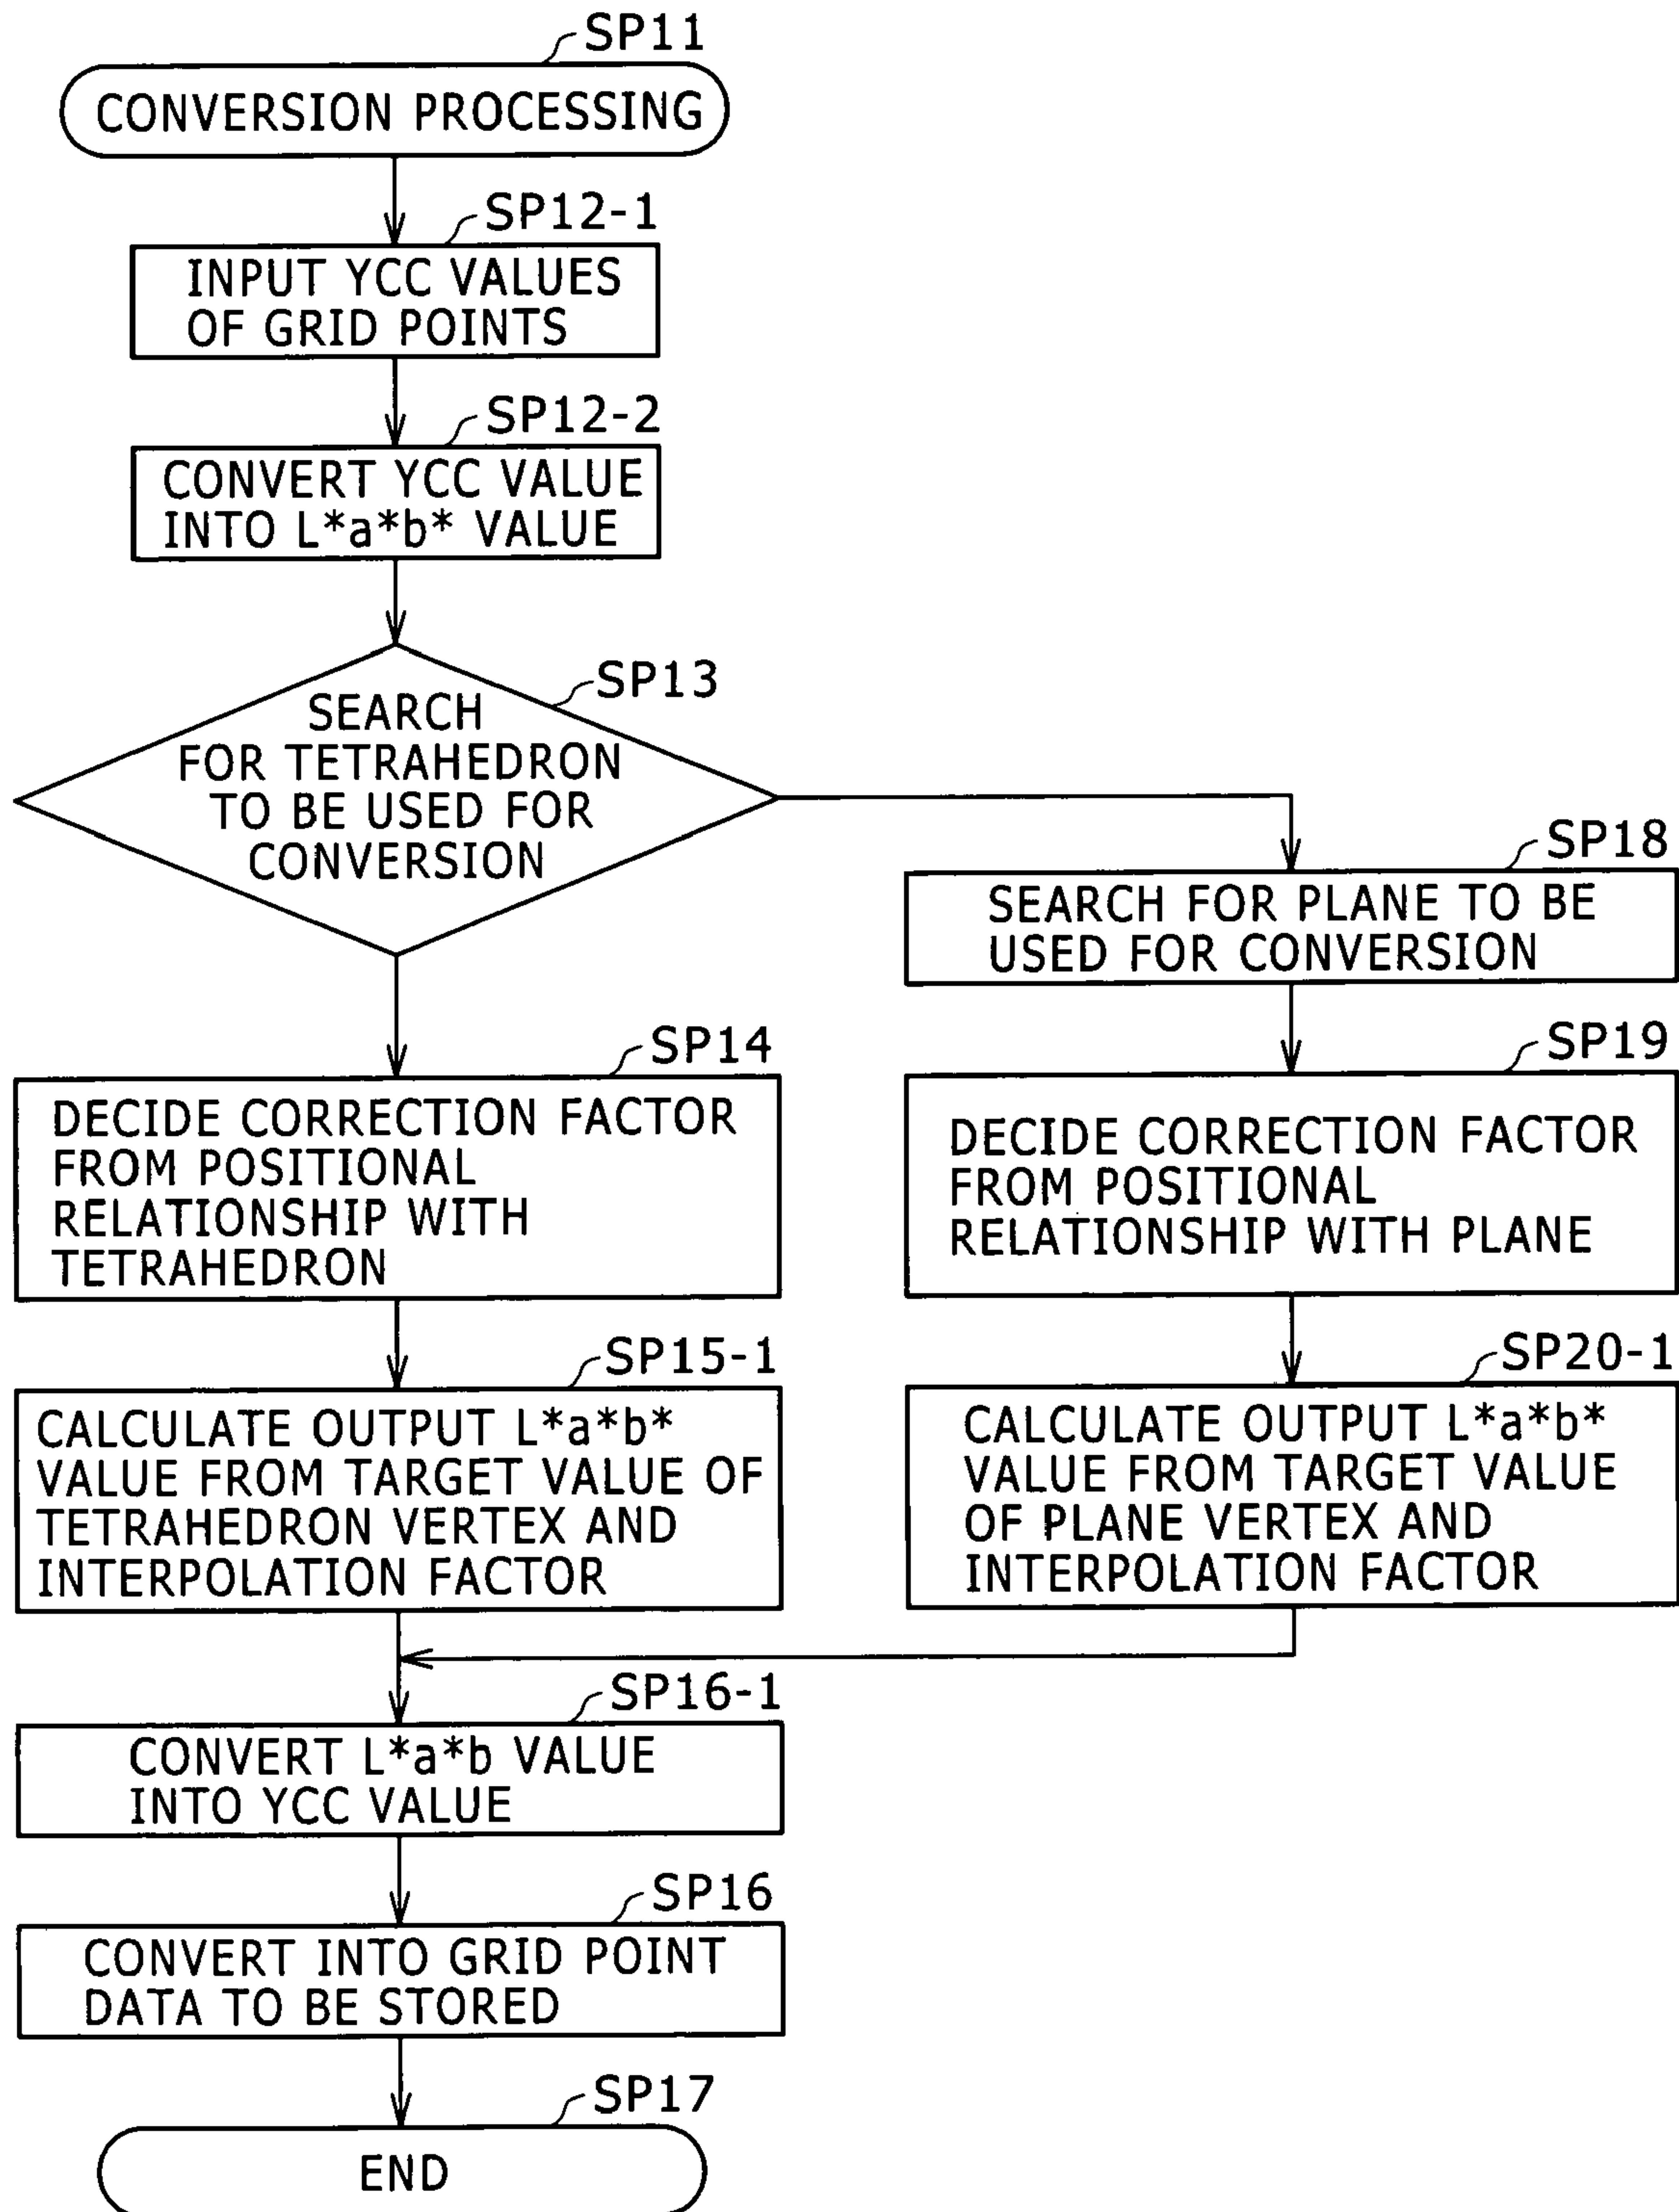 SP11
CONVERSION PROCESSING
SP12-1
INPUT YCC VALUES
OF GRID POINTS
SP12-2
CONVERT YCC VALUE
INTO L*a*b* VALUE
SP13
SEARCH
FOR TETRAHEDRON
TO BE USED FOR
CONVERSION
SP14
DECIDE CORRECTION FACTOR
FROM POSITIONAL
RELATIONSHIP WITH
TETRAHEDRON
SP15-1
CALCULATE OUTPUT L*a*b*
VALUE FROM TARGET VALUE OF
TETRAHEDRON VERTEX AND
INTERPOLATION FACTOR
SP18
SEARCH FOR PLANE TO BE
USED FOR CONVERSION
SP19
DECIDE CORRECTION FACTOR
FROM POSITIONAL
RELATIONSHIP WITH PLANE
SP20-1
CALCULATE OUTPUT L*a*b*
VALUE FROM TARGET VALUE
OF PLANE VERTEX AND
INTERPOLATION FACTOR
SP16-1
CONVERT L*a*b VALUE
INTO YCC VALUE
SP16
CONVERT INTO GRID POINT
DATA TO BE STORED
SP17
END